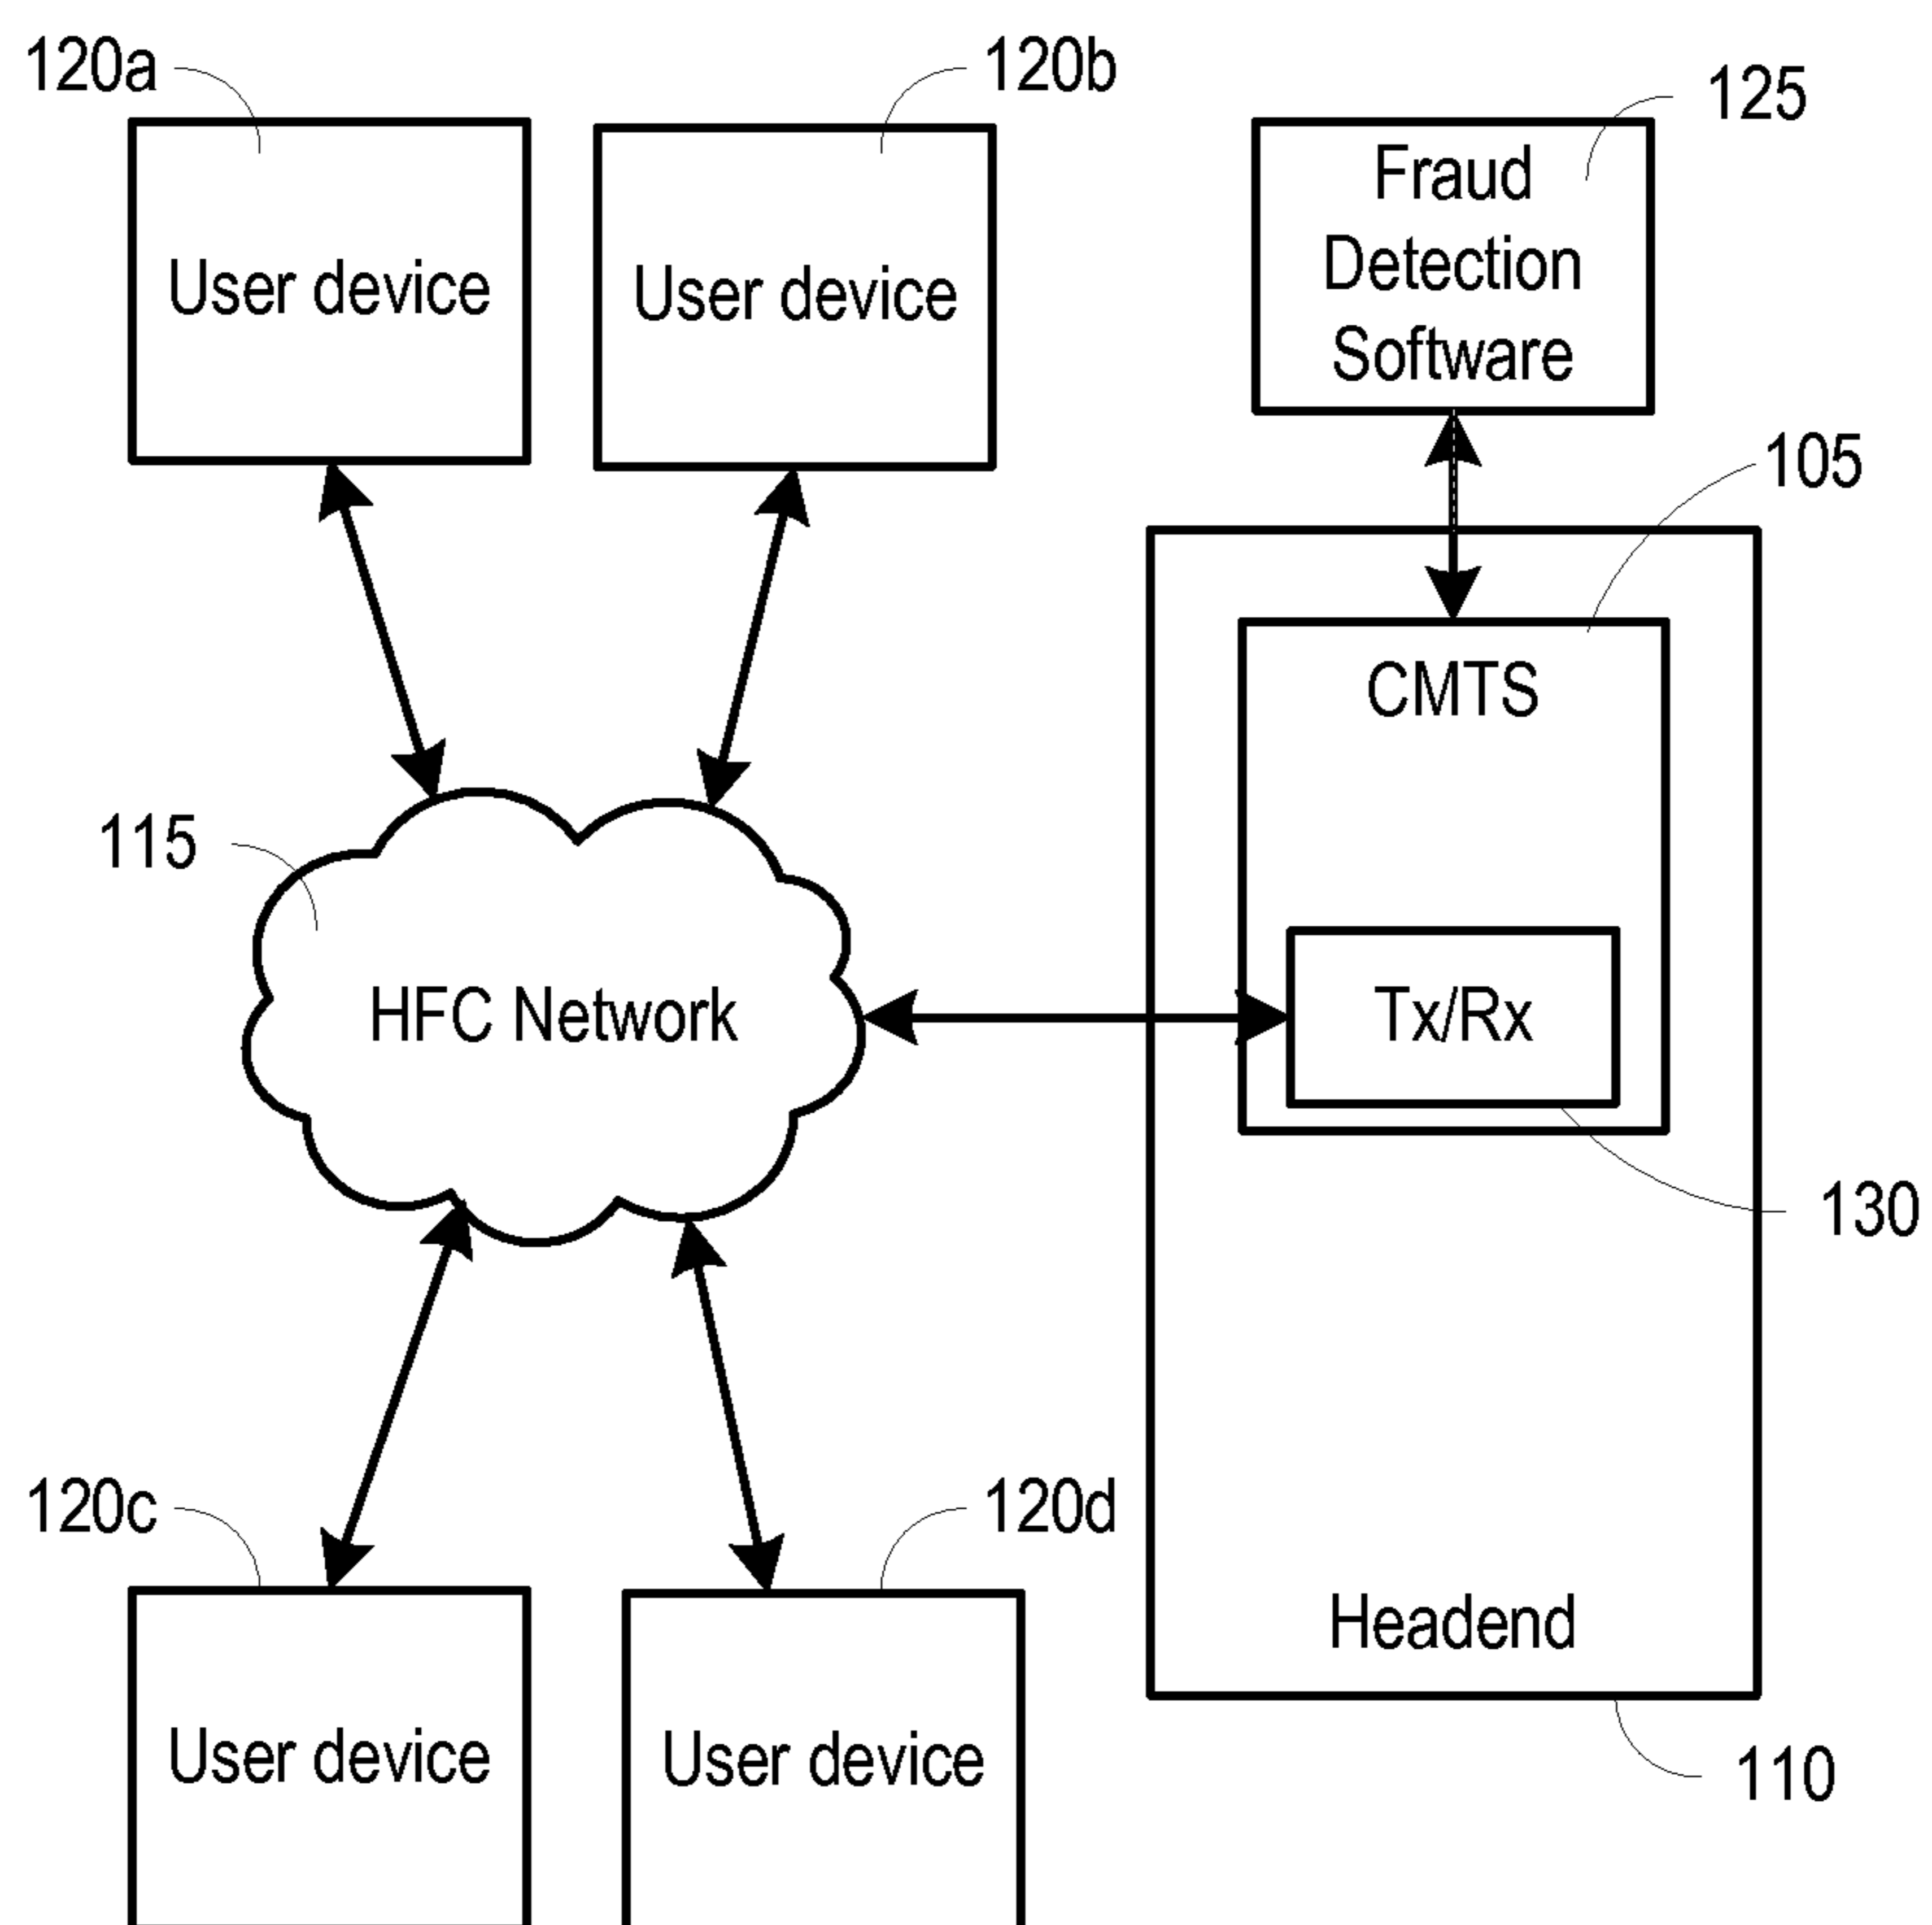 120a
120b
125
User device
User device
Fraud
Detection
Software
105
CMTS
115
HFC Network
Tx/Rx
130
120c
120d
User device
User device
Headend
110